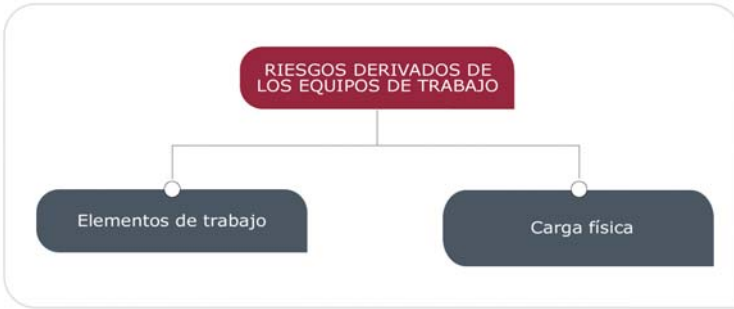 RIESGOS DERIVADOS DE
LOS EQUIPOS DE TRABAJO
Elementos de trabajo
Carga física